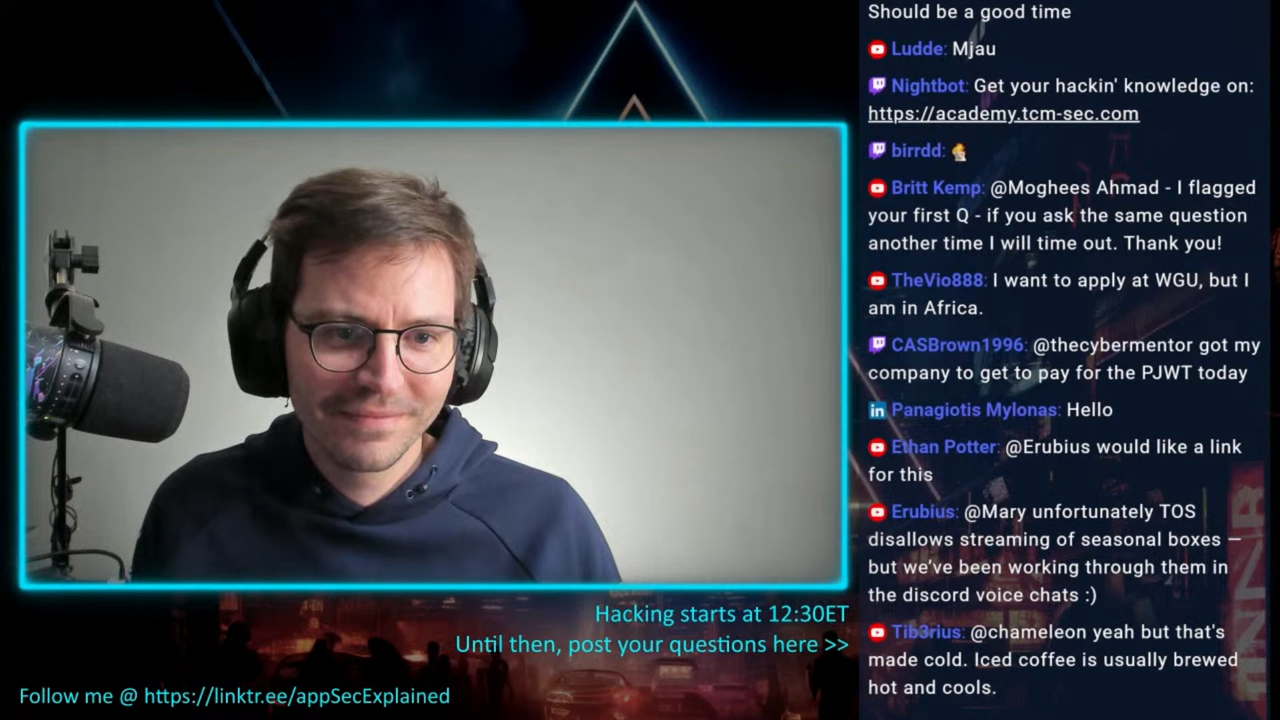 Should be a good time
Ludde: Mjau
Nightbot: Get your hackin' knowledge on:
https://academy.tcm-sec.com
birrdd:
Britt Kemp: @Moghees Ahmad - I flagged
your first Q - if you ask the same question
another time I will time out. Thank you!
TheVio888: I want to apply at WGU, but I
am in Africa.
CASBrown1996: @thecybermentor got my
company to get to pay for the PJWT today
in Panagiotis Mylonas: Hello
Ethan Potter: @Erubius would like a link
for this
Erubius: @Mary unfortunately TOS
disallows streaming of seasonal boxes —
but we’ve been working through them in
the discord voice chats :)
Tib3rius: @chameleon yeah but that's
made cold. Iced coffee is usually brewed
hot and cools.
Hacking starts at 12:30ET
Until then, post your questions here >>
Follow me @ https://linktr.ee/appSecExplained